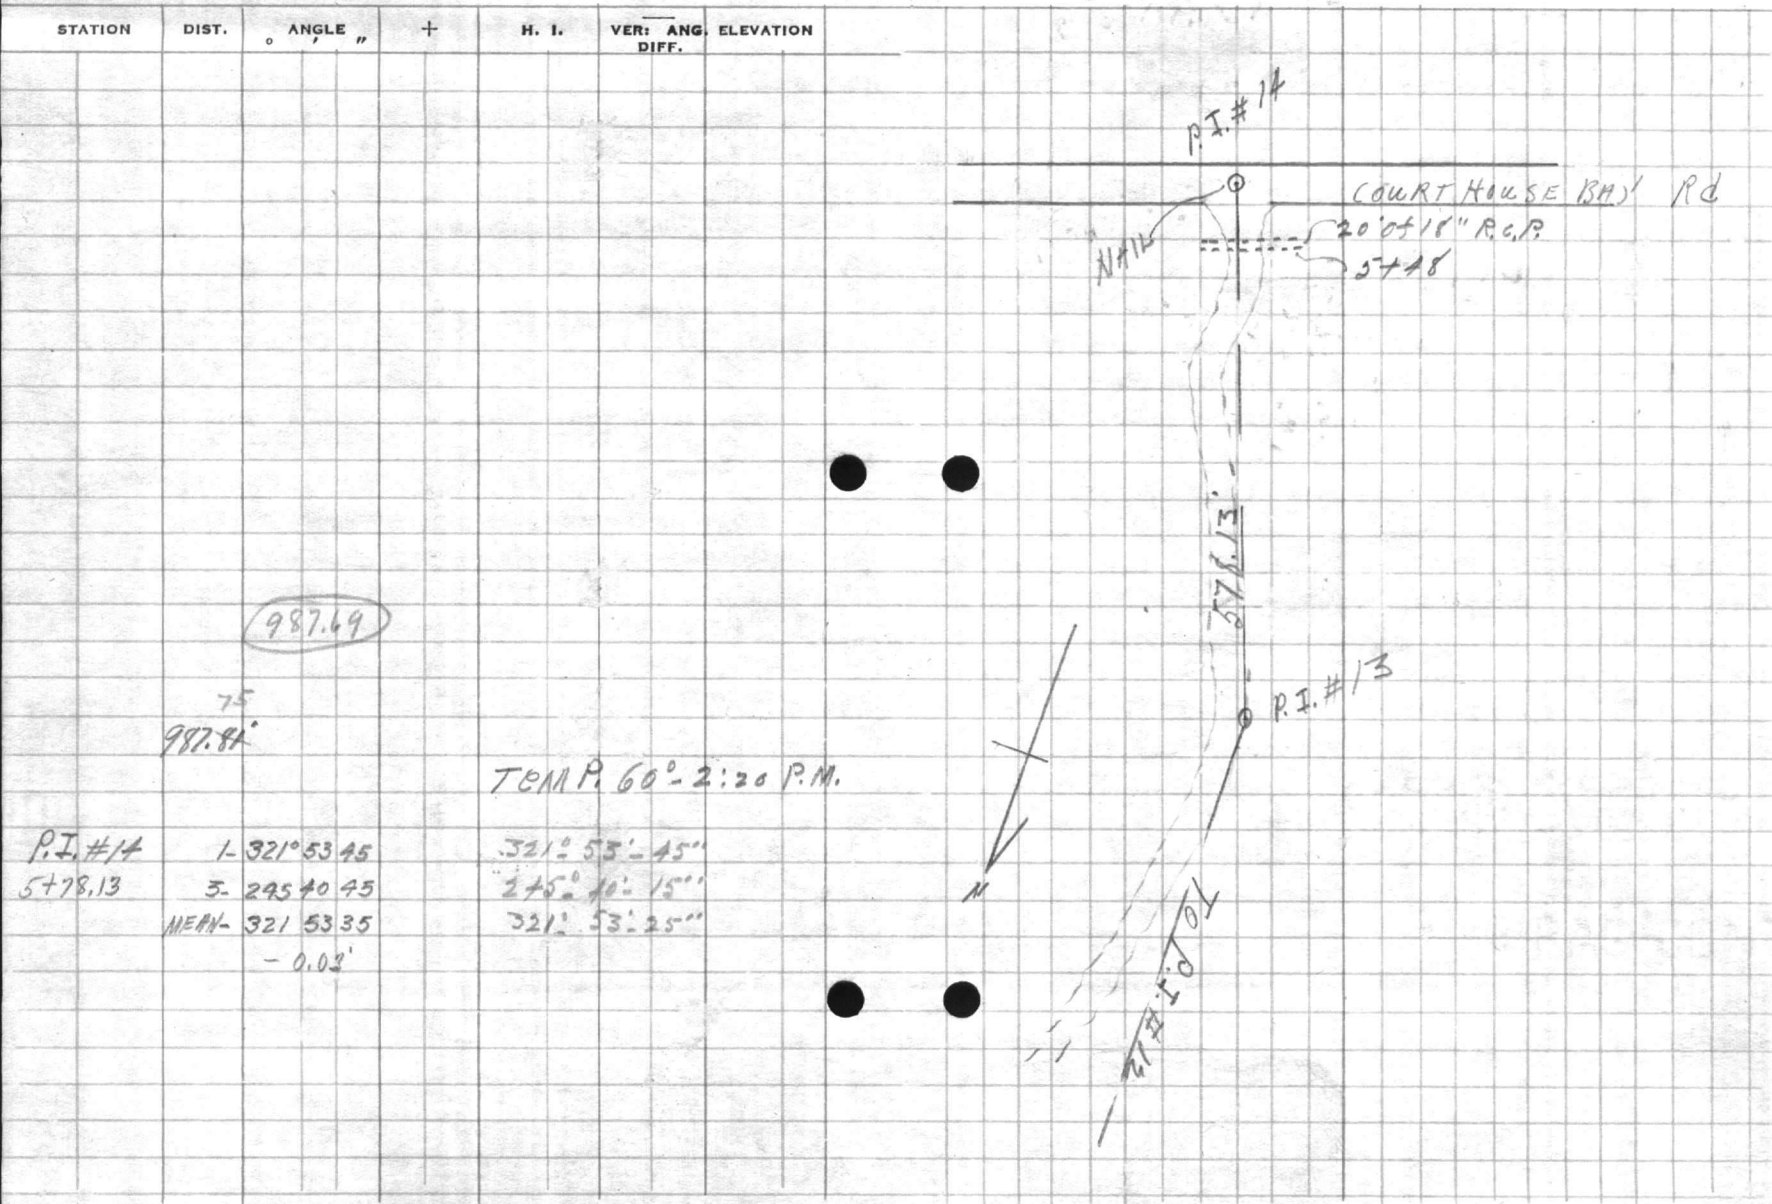 STATION DIST. ANGLE + H. I. VER: ANG. ELEVATION
° ' " DIFF.
987.69
75
987.81'
TEMP. 60°- 2:20 P.M.
P.I. #14 1- 321° 53 45 321°- 53'- 45"
5+78.13 3- 245 40 45 245°- 40'- 15"
MEAN- 321 53 35 321°- 53'- 25"
- 0.03'
P.I. #14
COURT HOUSE BAY Rd
20' of 18" R.C.P.
5+48
NAIL
578.13'
P.I. #13
N
TO P.I. #12